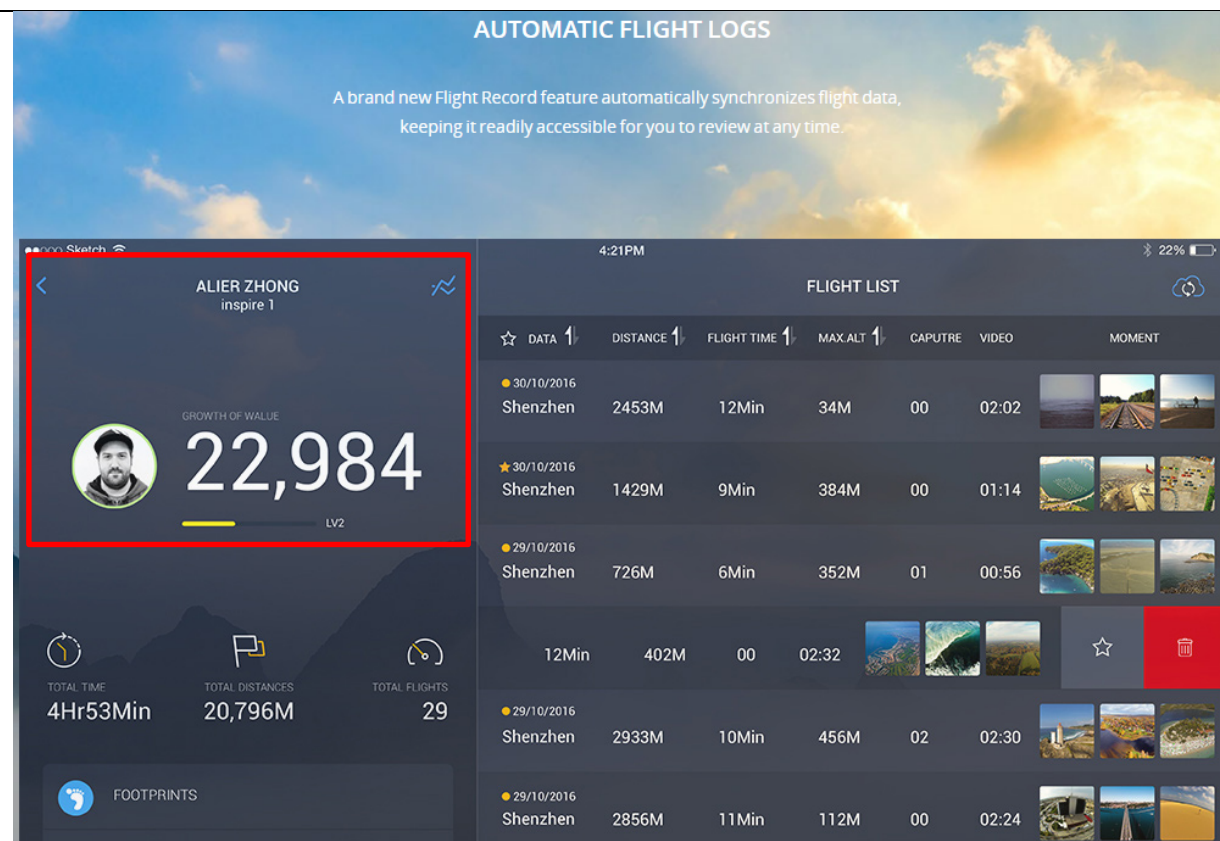 AUTOMATIC FLIGHT LOGS
A brand new Flight Record feature automatically synchronizes flight data,
keeping it readily accessible for you to review at any time.
Sketch 4:21PM 22%
ALIER ZHONG
inspire 1
GROWTH OF WALUE
22,984
LV2
TOTAL TIME TOTAL DISTANCES TOTAL FLIGHTS
4Hr53Min 20,796M 29
FOOTPRINTS
FLIGHT LIST
DATA DISTANCE FLIGHT TIME MAX.ALT CAPUTRE VIDEO MOMENT
30/10/2016
Shenzhen 2453M 12Min 34M 00 02:02
30/10/2016
Shenzhen 1429M 9Min 384M 00 01:14
29/10/2016
Shenzhen 726M 6Min 352M 01 00:56
12Min 402M 00 02:32
29/10/2016
Shenzhen 2933M 10Min 456M 02 02:30
29/10/2016
Shenzhen 2856M 11Min 112M 00 02:24